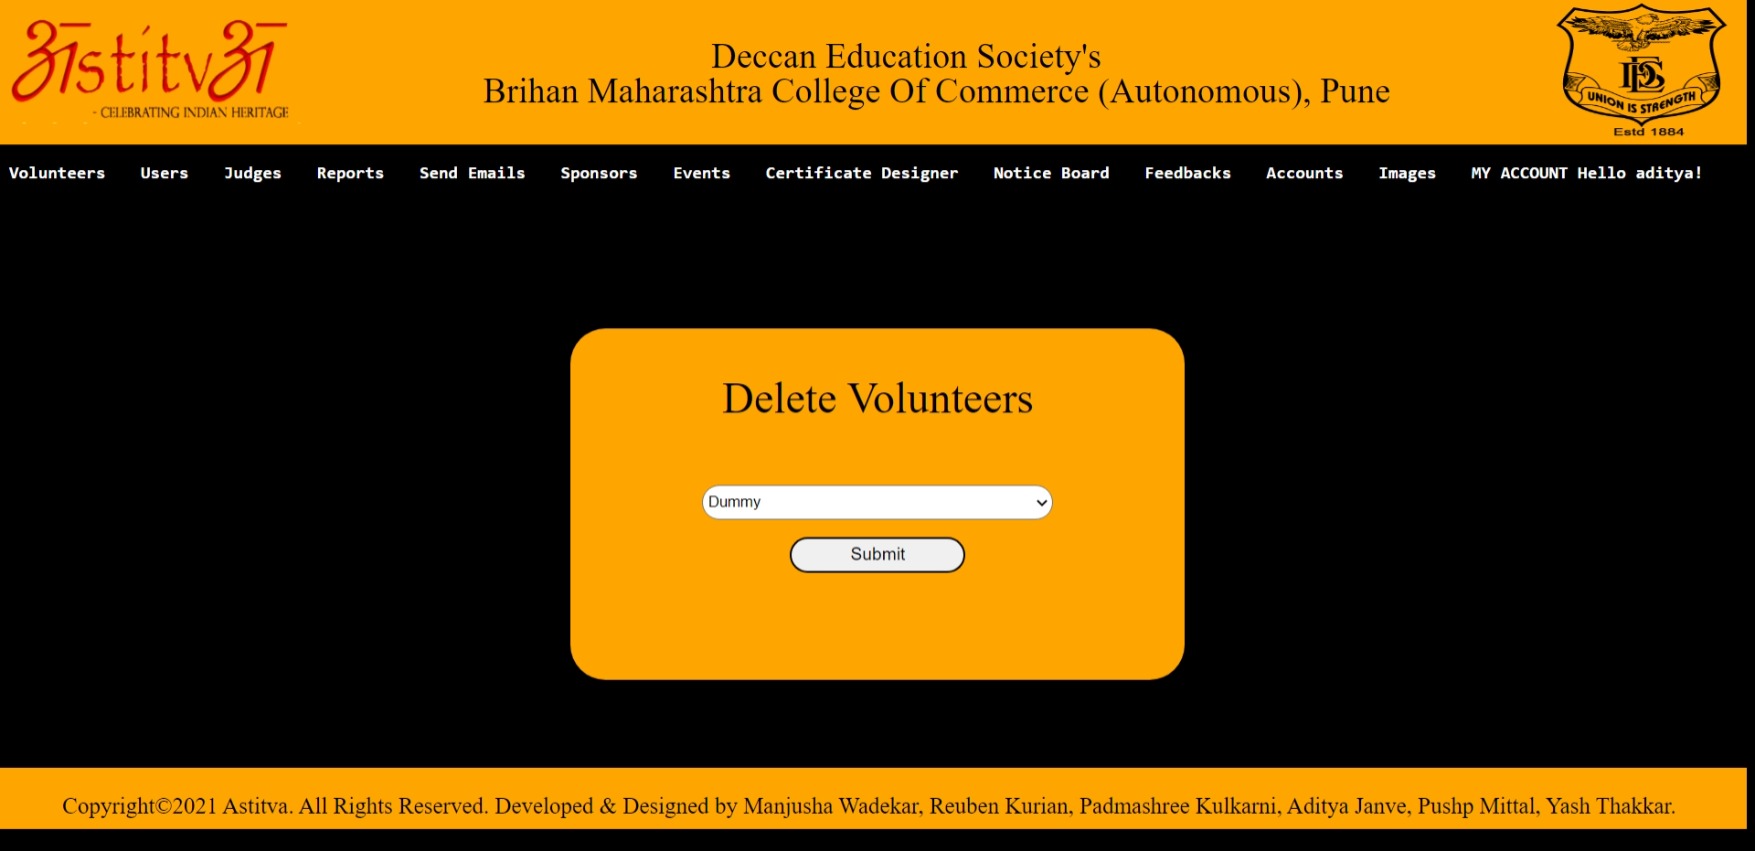 अstitvअ
- CELEBRATING INDIAN HERITAGE
Deccan Education Society's
Brihan Maharashtra College Of Commerce (Autonomous), Pune
DES
UNION IS STRENGTH
Estd 1884
Volunteers Users Judges Reports Send Emails Sponsors Events Certificate Designer Notice Board Feedbacks Accounts Images MY ACCOUNT Hello aditya!
Delete Volunteers
Dummy
Submit
Copyright©2021 Astitva. All Rights Reserved. Developed & Designed by Manjusha Wadekar, Reuben Kurian, Padmashree Kulkarni, Aditya Janve, Pushp Mittal, Yash Thakkar.